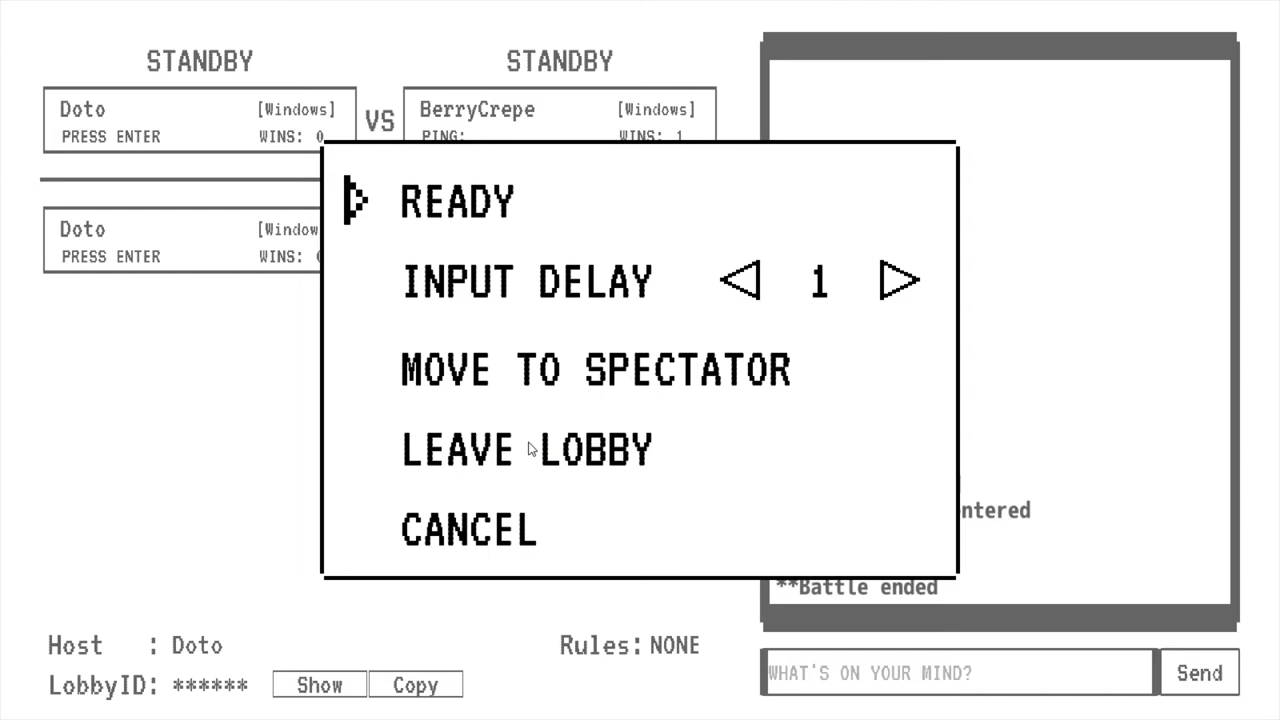 STANDBY STANDBY
Doto [Windows] VS BerryCrepe [Windows]
PRESS ENTER WINS: 0 PING: WINS: 1
READY
Doto
PRESS ENTER WINS:
INPUT DELAY 1
MOVE TO SPECTATOR
LEAVE LOBBY
CANCEL
**Battle ended
Host : Doto Rules: NONE
LobbyID: ****** Show Copy
WHAT'S ON YOUR MIND? Send